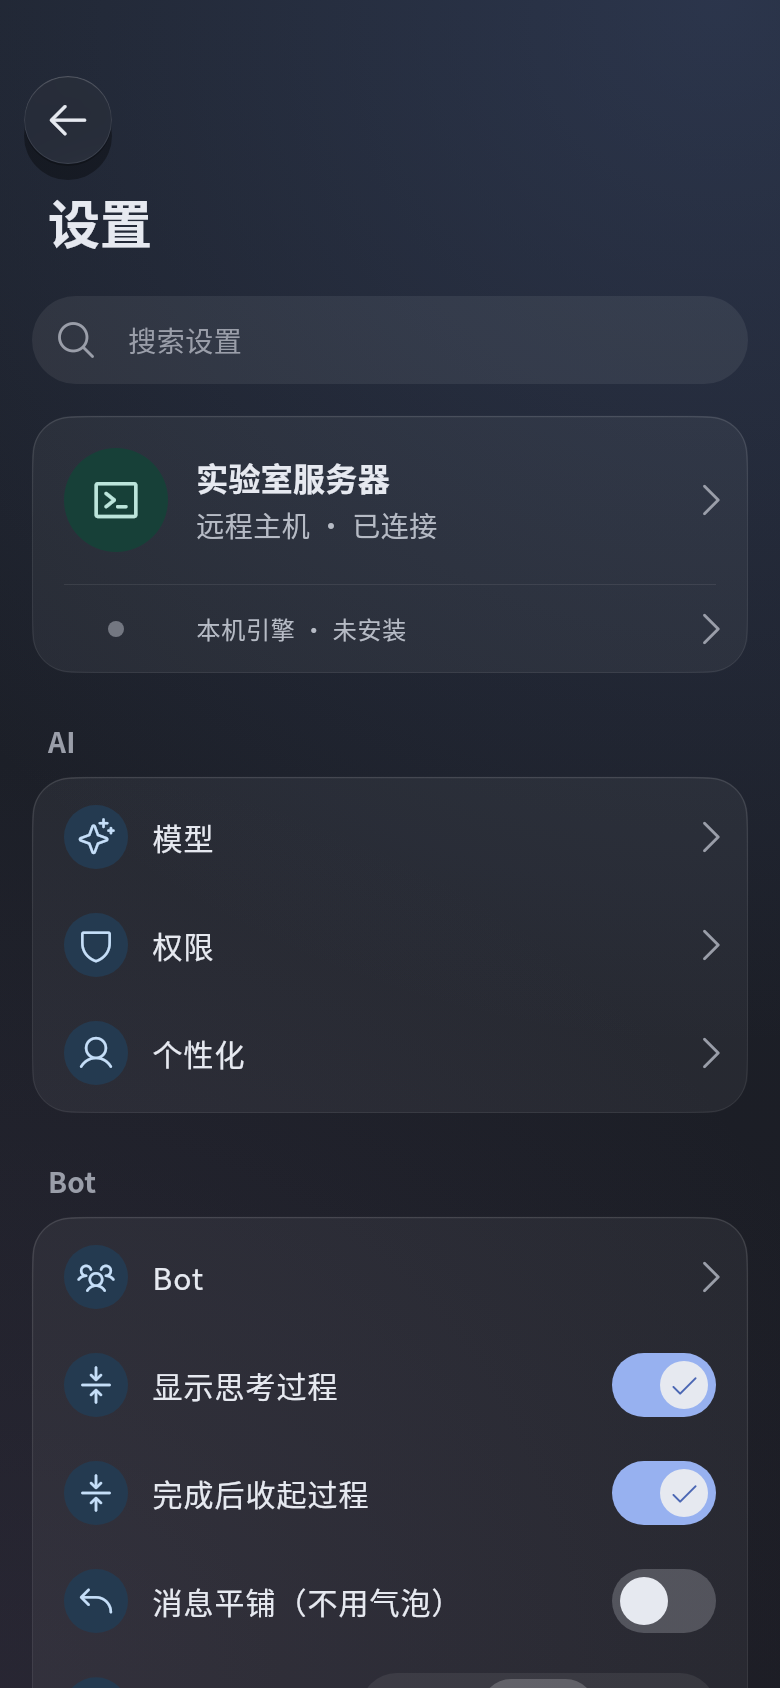 设置
搜索设置
实验室服务器
远程主机 · 已连接
本机引擎 · 未安装
AI
模型
权限
个性化
Bot
Bot
显示思考过程
完成后收起过程
消息平铺（不用气泡）